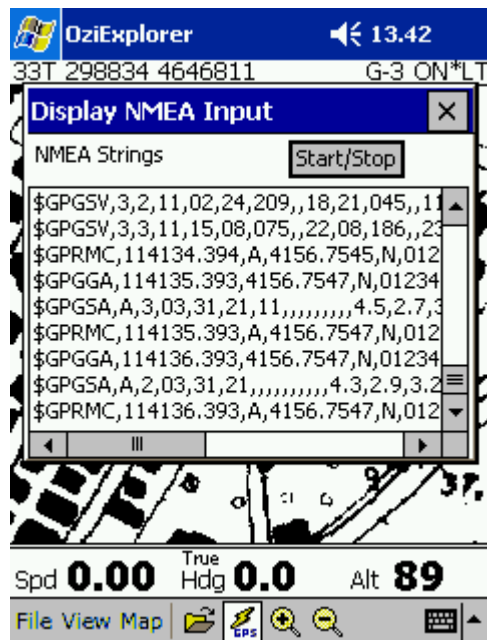 OziExplorer 13.42
33T 298834 4646811 G-3 ON*LT
Display NMEA Input
NMEA Strings Start/Stop
$GPGSV,3,2,11,02,24,209,,18,21,045,,11
$GPGSV,3,3,11,15,08,075,,22,08,186,,23
$GPRMC,114134.394,A,4156.7545,N,012
$GPGGA,114135.393,4156.7547,N,01234
$GPGSA,A,3,03,31,21,11,,,,,,,,,4.5,2.7,3
$GPRMC,114135.393,A,4156.7547,N,012
$GPGGA,114136.393,4156.7547,N,01234
$GPGSA,A,2,03,31,21,,,,,,,,,,4.3,2.9,3.2
$GPRMC,114136.393,A,4156.7547,N,012
Spd 0.00 True Hdg 0.0 Alt 89
File View Map GPS